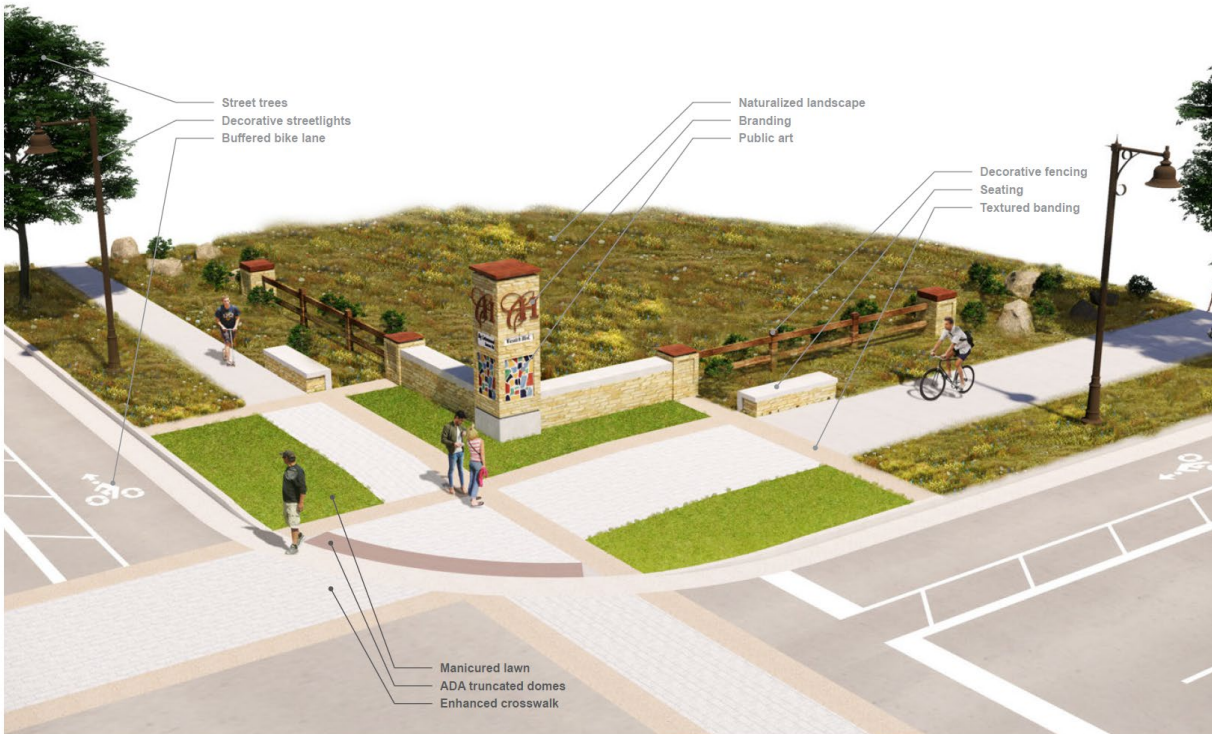 Street trees
Decorative streetlights
Buffered bike lane
Naturalized landscape
Branding
Public art
Decorative fencing
Seating
Textured banding
Manicured lawn
ADA truncated domes
Enhanced crosswalk